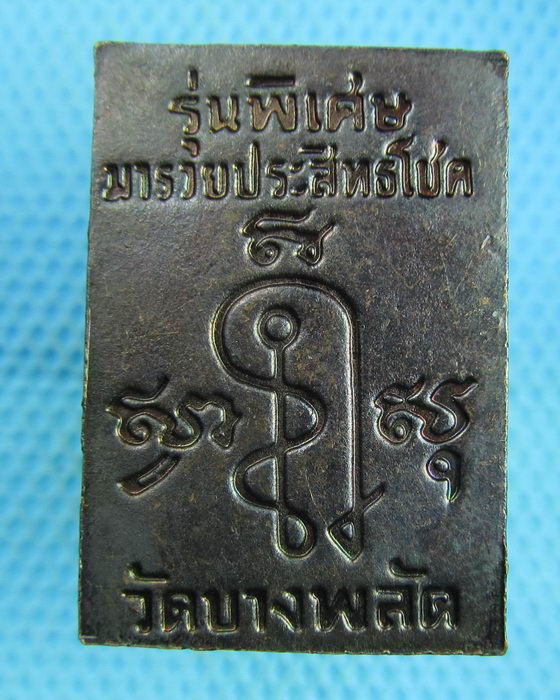 รุ่นพิเศษ
มารวยประสิทธิโชค
วัดบางพลัด